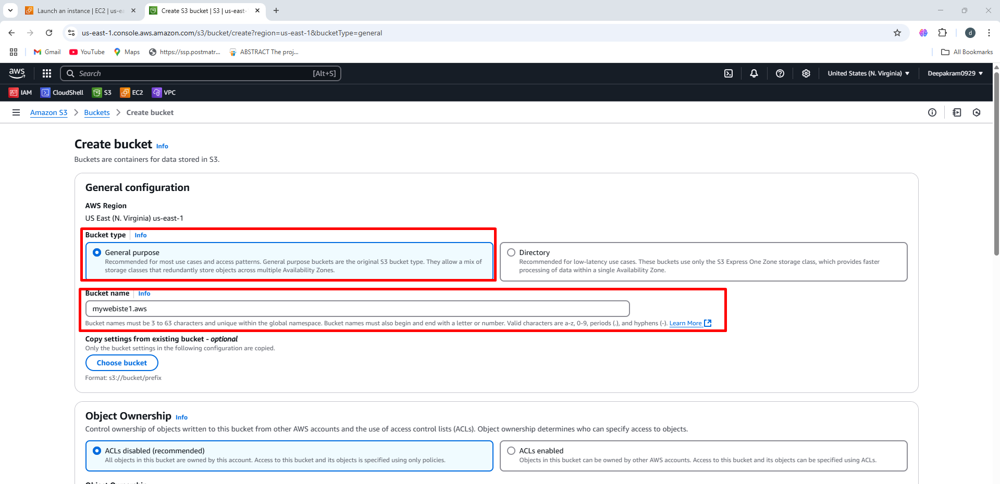 Launch an instance | EC2 | us-ea
Create S3 bucket | S3 | us-east-
us-east-1.console.aws.amazon.com/s3/bucket/create?region=us-east-1&bucketType=general
d
Gmail
YouTube
Maps
https://ssp.postmatr...
ABSTRACT The proj...
All Bookmarks
aws
Search
[Alt+S]
United States (N. Virginia)
Deepakram0929
IAM
CloudShell
S3
EC2
VPC
Amazon S3
Buckets
Create bucket
Create bucket Info
Buckets are containers for data stored in S3.
General configuration
AWS Region
US East (N. Virginia) us-east-1
Bucket type Info
General purpose
Recommended for most use cases and access patterns. General purpose buckets are the original S3 bucket type. They allow a mix of
storage classes that redundantly store objects across multiple Availability Zones.
Directory
Recommended for low-latency use cases. These buckets use only the S3 Express One Zone storage class, which provides faster
processing of data within a single Availability Zone.
Bucket name Info
mywebiste1.aws
Bucket names must be 3 to 63 characters and unique within the global namespace. Bucket names must also begin and end with a letter or number. Valid characters are a-z, 0-9, periods (.), and hyphens (-). Learn More
Copy settings from existing bucket - optional
Only the bucket settings in the following configuration are copied.
Choose bucket
Format: s3://bucket/prefix
Object Ownership Info
Control ownership of objects written to this bucket from other AWS accounts and the use of access control lists (ACLs). Object ownership determines who can specify access to objects.
ACLs disabled (recommended)
All objects in this bucket are owned by this account. Access to this bucket and its objects is specified using only policies.
ACLs enabled
Objects in this bucket can be owned by other AWS accounts. Access to this bucket and its objects can be specified using ACLs.
Object Ownership